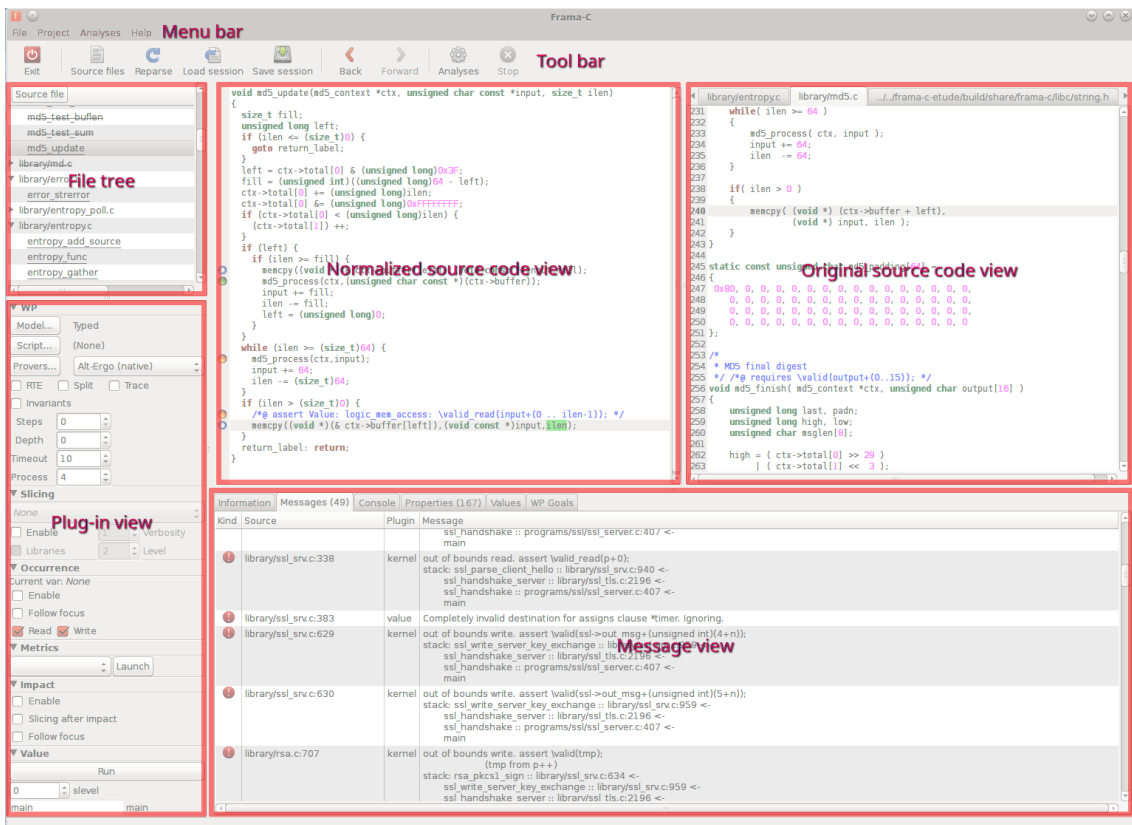 Frama-C
File Project Analyses Help Menu bar
Exit Source files Reparse Load session Save session Back Forward Analyses Stop Tool bar
Source file
md5_test_buflen
md5_test_sum
md5_update
library/md.c
library/error.c
File tree
error_strerror
library/entropy_poll.c
library/entropy.c
entropy_add_source
entropy_func
entropy_gather
void md5_update(md5_context *ctx, unsigned char const *input, size_t ilen)
{
size_t fill;
unsigned long left;
if (ilen <= (size_t)0) {
goto return_label;
}
left = ctx->total[0] & (unsigned long)0x3F;
fill = (unsigned int)((unsigned long)64 - left);
ctx->total[0] += (unsigned long)ilen;
ctx->total[0] &= (unsigned long)0xFFFFFFFF;
if (ctx->total[0] < (unsigned long)ilen) {
(ctx->total[1]) ++;
}
if (left) {
if (ilen >= fill) {
memcpy((void
Normalized source code view
md5_process(ctx,(unsigned char const *)(ctx->buffer));
input += fill;
ilen -= fill;
left = (unsigned long)0;
}
}
while (ilen >= (size_t)64) {
md5_process(ctx,input);
input += 64;
ilen -= (size_t)64;
}
if (ilen > (size_t)0) {
/*@ assert Value: logic_mem_access: \valid_read(input+(0 .. ilen-1)); */
memcpy((void *)(& ctx->buffer[left]),(void const *)input,ilen);
}
return_label: return;
}
library/entropy.c library/md5.c ../../frama-c-etude/build/share/frama-c/libc/string.h
231 while( ilen >= 64 )
232 {
233 md5_process( ctx, input );
234 input += 64;
235 ilen -= 64;
236 }
237
238 if( ilen > 0 )
239 {
240 memcpy( (void *) (ctx->buffer + left),
241 (void *) input, ilen );
242 }
243 }
244
245 static const unsigned char md5_padding[64] =
Original source code view
246 {
247 0x80, 0, 0, 0, 0, 0, 0, 0, 0, 0, 0, 0, 0, 0, 0, 0,
248 0, 0, 0, 0, 0, 0, 0, 0, 0, 0, 0, 0, 0, 0, 0, 0,
249 0, 0, 0, 0, 0, 0, 0, 0, 0, 0, 0, 0, 0, 0, 0, 0,
250 0, 0, 0, 0, 0, 0, 0, 0, 0, 0, 0, 0, 0, 0, 0, 0
251 };
252
253 /*
254 * MD5 final digest
255 */ /*@ requires \valid(output+(0..15)); */
256 void md5_finish( md5_context *ctx, unsigned char output[16] )
257 {
258 unsigned long last, padn;
259 unsigned long high, low;
260 unsigned char msglen[8];
261
262 high = ( ctx->total[0] >> 29 )
263 | ( ctx->total[1] << 3 );
WP
Model... Typed
Script... (None)
Provers... Alt-Ergo (native)
RTE Split Trace
Invariants
Steps 0
Depth 0
Timeout 10
Process 4
Slicing
None
Plug-in view
Enable 1 Verbosity
Libraries 2 Level
Occurrence
Current var: None
Enable
Follow focus
Read Write
Metrics
Launch
Impact
Enable
Slicing after impact
Follow focus
Value
Run
0 slevel
main main
Information Messages (49) Console Properties (167) Values WP Goals
Kind Source Plugin Message
ssl_handshake :: programs/ssl/ssl_server.c:407 <-
main
library/ssl_srv.c:338 kernel out of bounds read. assert \valid_read(p+0);
stack: ssl_parse_client_hello :: library/ssl_srv.c:940 <-
ssl_handshake_server :: library/ssl_tls.c:2196 <-
ssl_handshake :: programs/ssl/ssl_server.c:407 <-
main
library/ssl_srv.c:383 value Completely invalid destination for assigns clause *timer. Ignoring.
library/ssl_srv.c:629 kernel out of bounds write. assert \valid(ssl->out_msg+(unsigned int)(4+n));
stack: ssl_write_server_key_exchange :: library/ssl_srv.c:959 <-
Message view
ssl_handshake_server :: library/ssl_tls.c:2196 <-
ssl_handshake :: programs/ssl/ssl_server.c:407 <-
main
library/ssl_srv.c:630 kernel out of bounds write. assert \valid(ssl->out_msg+(unsigned int)(5+n));
stack: ssl_write_server_key_exchange :: library/ssl_srv.c:959 <-
ssl_handshake_server :: library/ssl_tls.c:2196 <-
ssl_handshake :: programs/ssl/ssl_server.c:407 <-
main
library/rsa.c:707 kernel out of bounds write. assert \valid(tmp);
(tmp from p++)
stack: rsa_pkcs1_sign :: library/ssl_srv.c:634 <-
ssl_write_server_key_exchange :: library/ssl_srv.c:959 <-
ssl_handshake_server :: library/ssl_tls.c:2196 <-